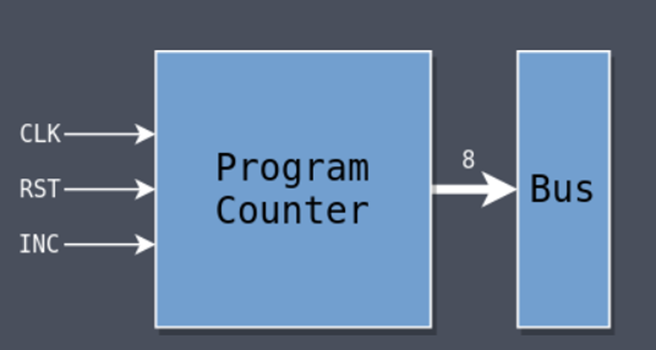 CLK
RST
INC
Program
Counter
8
Bus